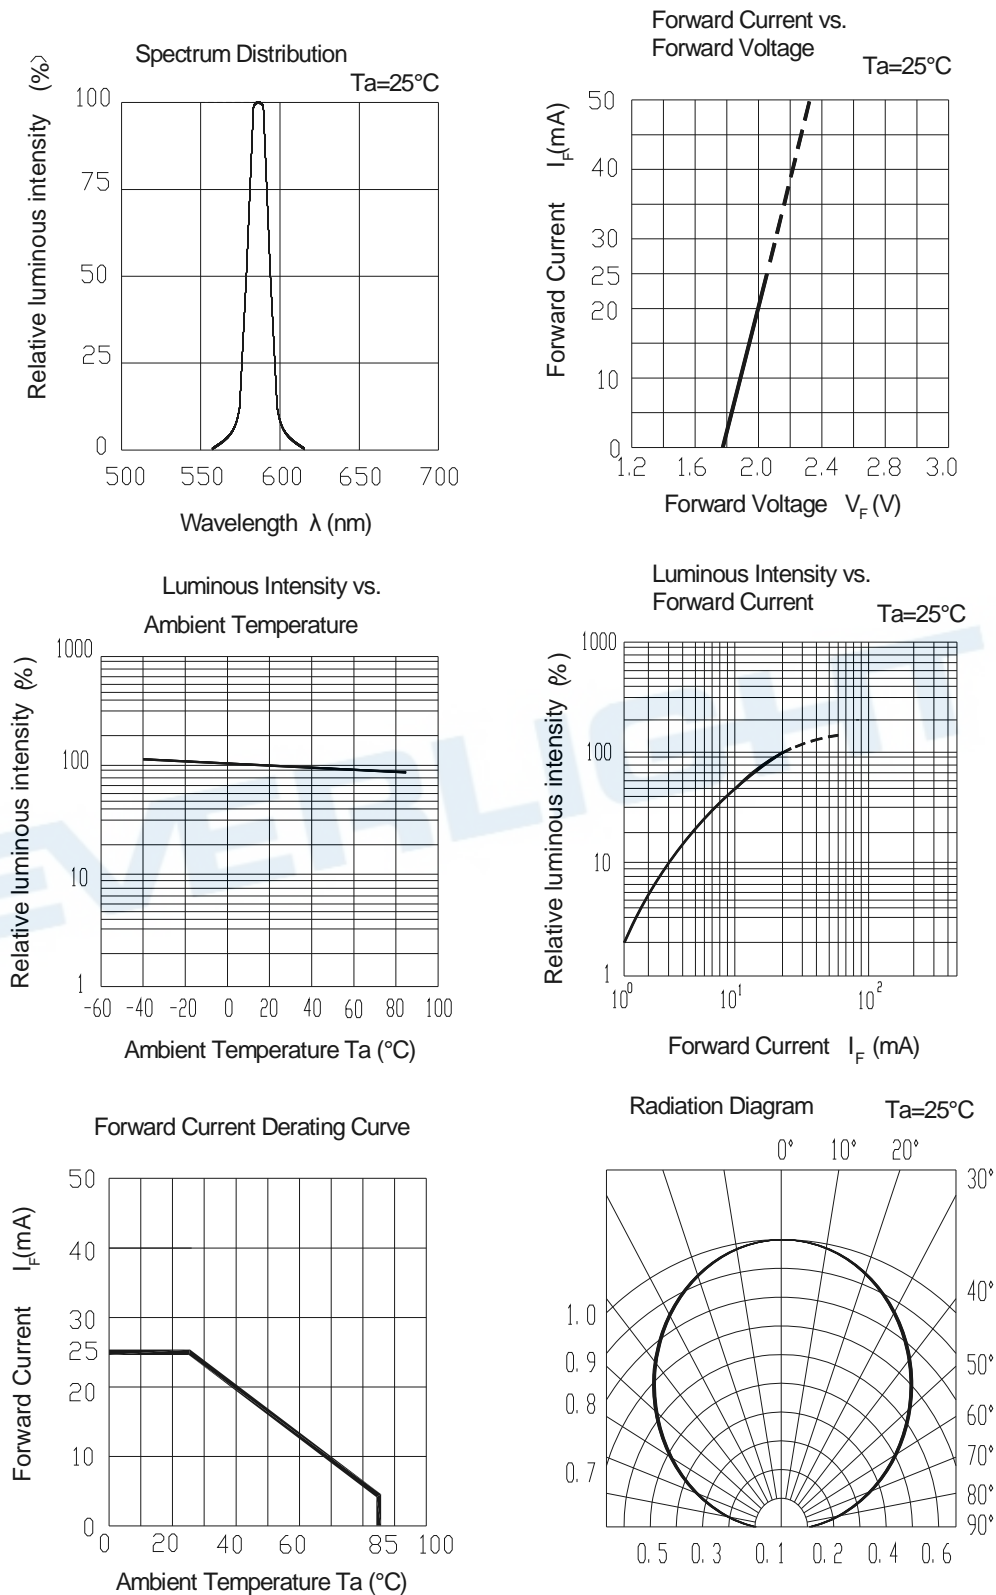 Spectrum Distribution
Ta=25°C
Relative luminous intensity (%)
100
75
50
25
0
500 550 600 650 700
Wavelength λ (nm)
Forward Current vs.
Forward Voltage
Ta=25°C
Forward Current I_F(mA)
50
40
30
25
20
10
0
1.2 1.6 2.0 2.4 2.8 3.0
Forward Voltage V_F (V)
Luminous Intensity vs.
Ambient Temperature
Relative luminous intensity (%)
1000
100
10
1
-60 -40 -20 0 20 40 60 80 100
Ambient Temperature Ta (°C)
Luminous Intensity vs.
Forward Current
Ta=25°C
Relative luminous intensity (%)
1000
100
10
1
10⁰ 10¹ 10²
Forward Current I_F (mA)
EVERLIGHT
Forward Current Derating Curve
Forward Current I_F(mA)
50
40
30
25
20
10
0
0 20 40 60 85 100
Ambient Temperature Ta (°C)
Radiation Diagram
Ta=25°C
0° 10° 20°
30°
40°
50°
60°
70°
80°
90°
1.0
0.9
0.8
0.7
0.5 0.3 0.1 0.2 0.4 0.6